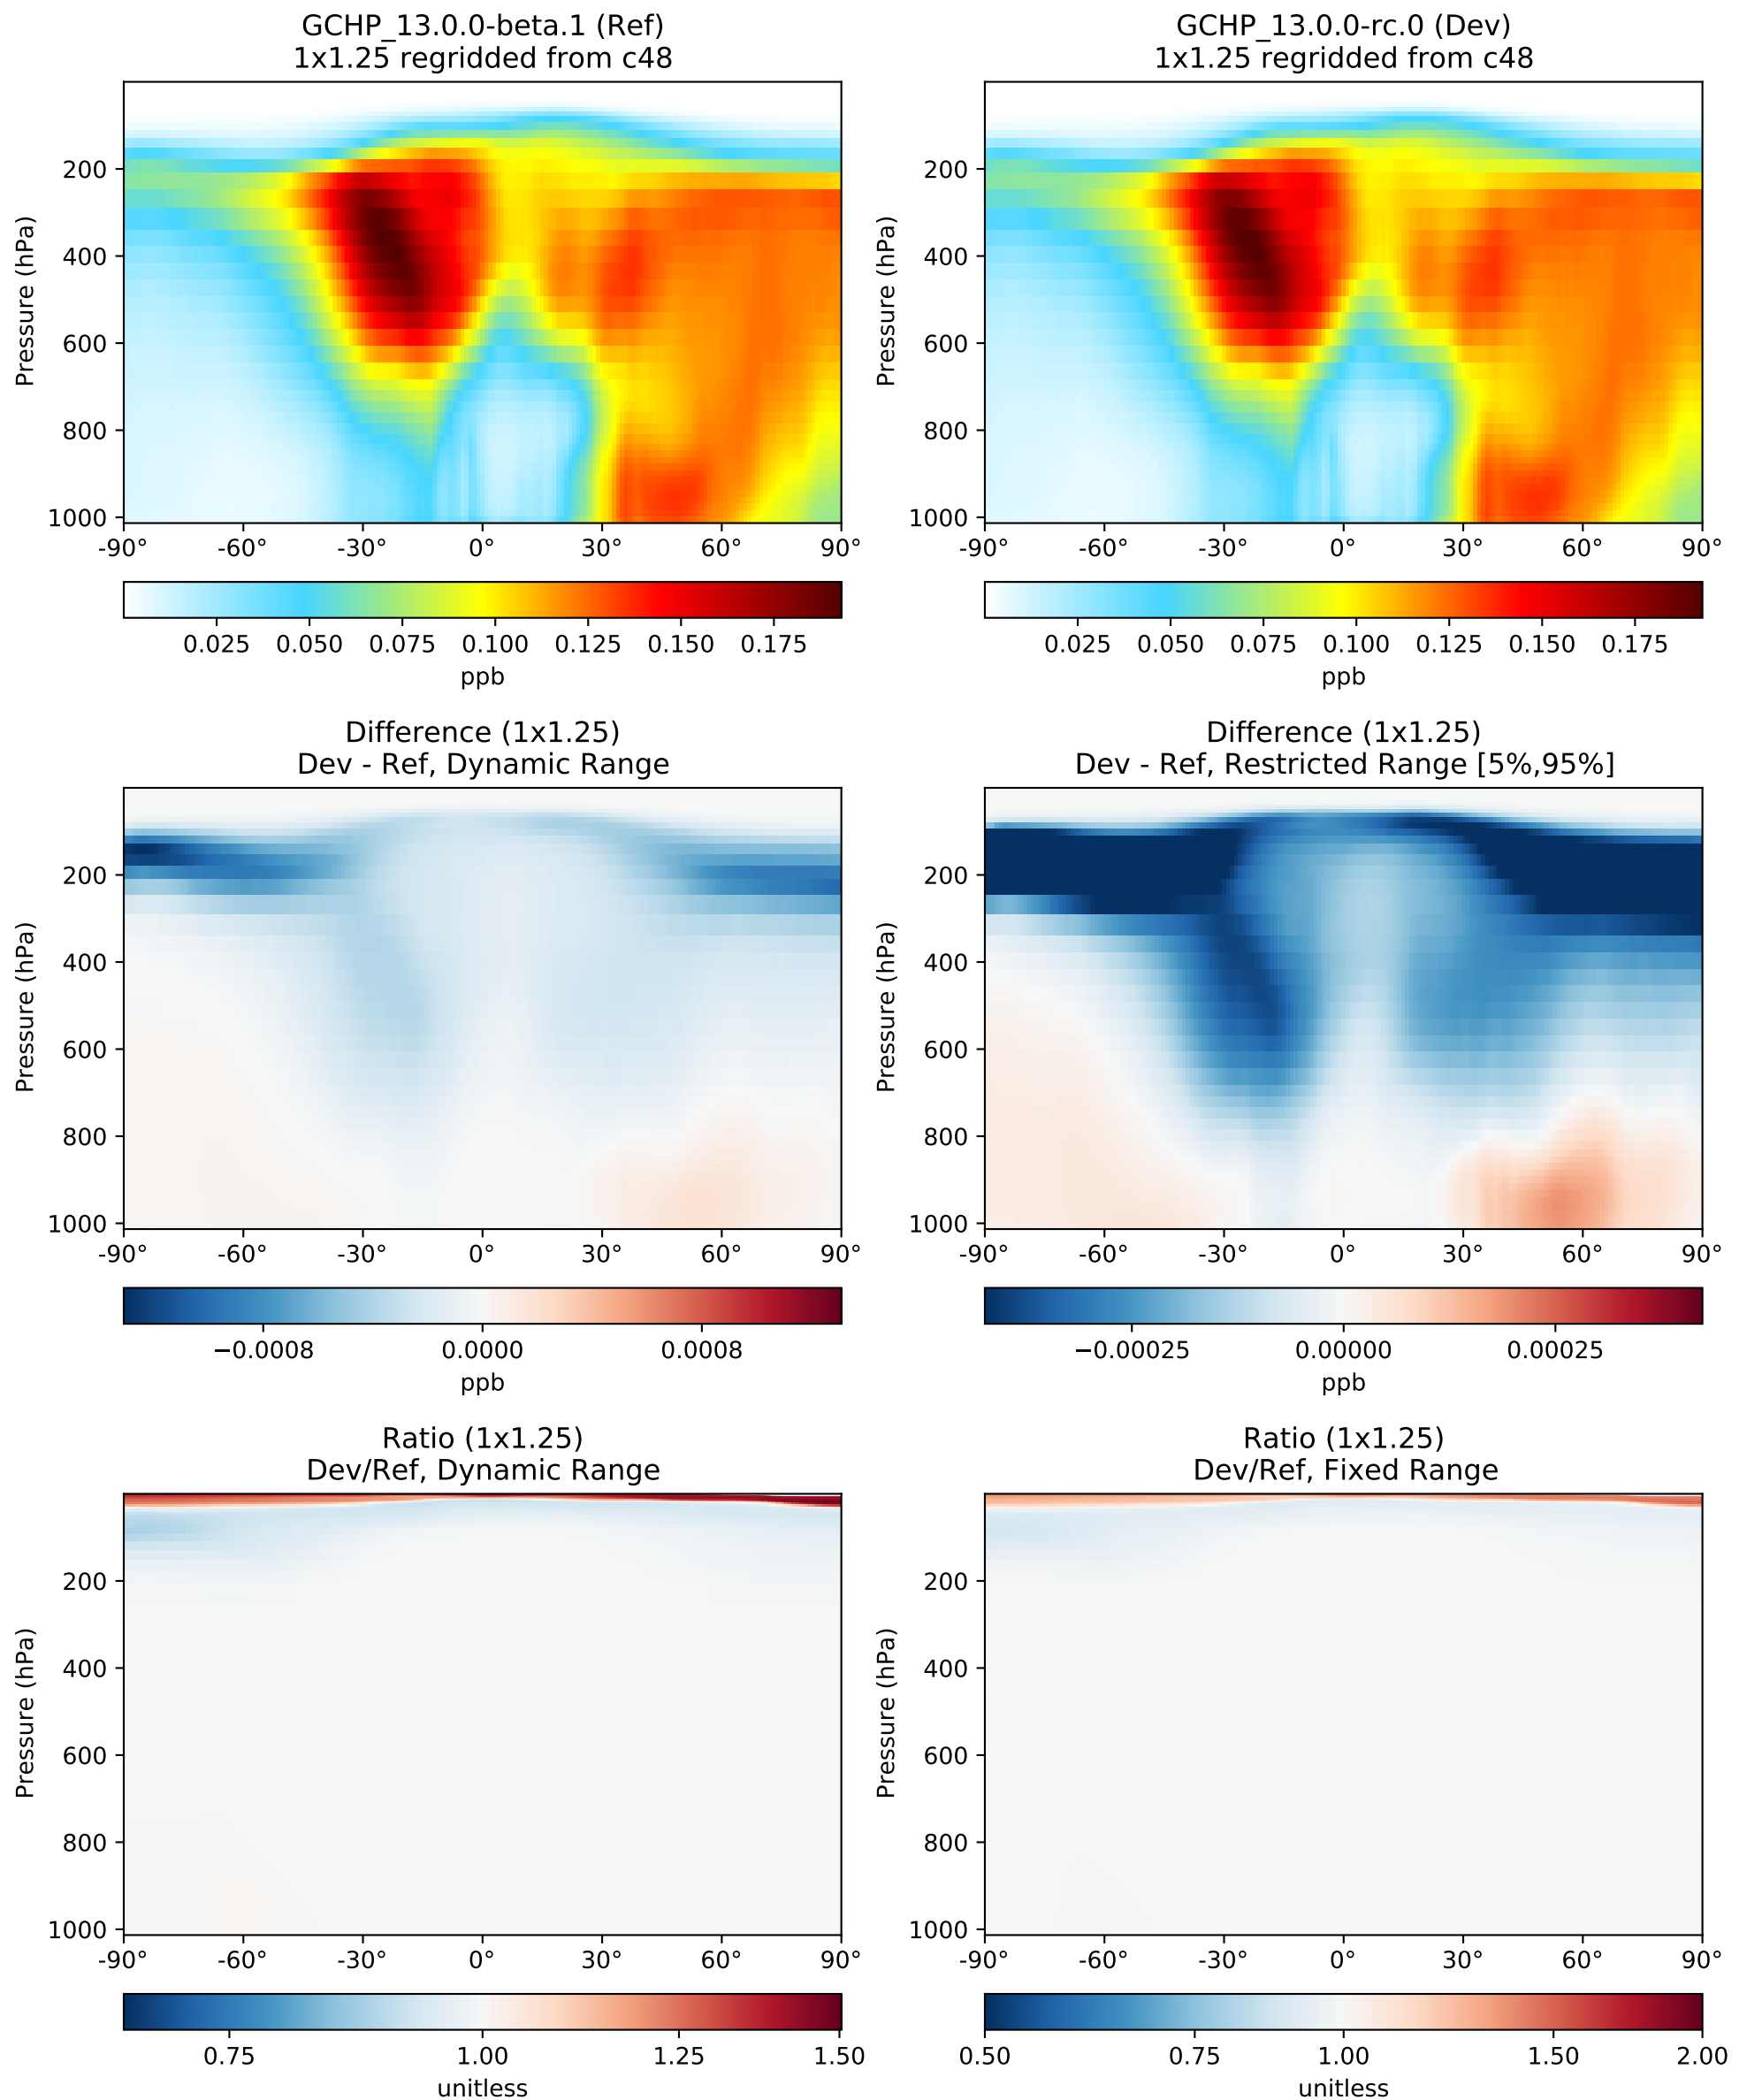 GCHP_13.0.0-beta.1 (Ref)
1x1.25 regridded from c48
Pressure (hPa)
200
400
600
800
1000
-90° -60° -30° 0° 30° 60° 90°
0.025 0.050 0.075 0.100 0.125 0.150 0.175
ppb
GCHP_13.0.0-rc.0 (Dev)
1x1.25 regridded from c48
Pressure (hPa)
200
400
600
800
1000
-90° -60° -30° 0° 30° 60° 90°
0.025 0.050 0.075 0.100 0.125 0.150 0.175
ppb
Difference (1x1.25)
Dev - Ref, Dynamic Range
Pressure (hPa)
200
400
600
800
1000
-90° -60° -30° 0° 30° 60° 90°
−0.0008 0.0000 0.0008
ppb
Difference (1x1.25)
Dev - Ref, Restricted Range [5%,95%]
Pressure (hPa)
200
400
600
800
1000
-90° -60° -30° 0° 30° 60° 90°
−0.00025 0.00000 0.00025
ppb
Ratio (1x1.25)
Dev/Ref, Dynamic Range
Pressure (hPa)
200
400
600
800
1000
-90° -60° -30° 0° 30° 60° 90°
0.75 1.00 1.25 1.50
unitless
Ratio (1x1.25)
Dev/Ref, Fixed Range
Pressure (hPa)
200
400
600
800
1000
-90° -60° -30° 0° 30° 60° 90°
0.50 0.75 1.00 1.50 2.00
unitless